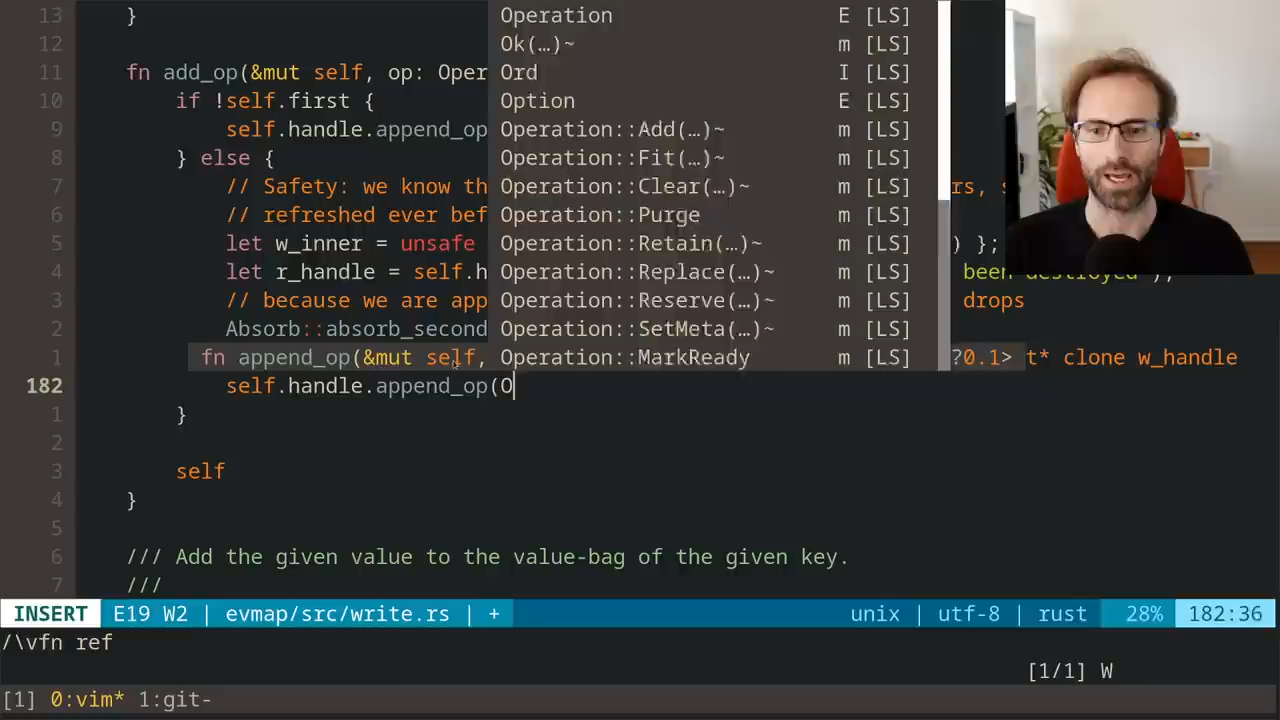 13 }
12
11 fn add_op(&mut self, op: Oper
10 if !self.first {
9 self.handle.append_op
8 } else {
7 // Safety: we know th rs, s
6 // refreshed ever bef
5 let w_inner = unsafe ) };
4 let r_handle = self.h been destroyed");
3 // because we are app drops
2 Absorb::absorb_second
1 fn append_op(&mut self, ?0.1> t* clone w_handle
182 self.handle.append_op(O
1 }
2
3 self
4 }
5
6 /// Add the given value to the value-bag of the given key.
7 ///
Operation E [LS]
Ok(…)~ m [LS]
Ord I [LS]
Option E [LS]
Operation::Add(…)~ m [LS]
Operation::Fit(…)~ m [LS]
Operation::Clear(…)~ m [LS]
Operation::Purge m [LS]
Operation::Retain(…)~ m [LS]
Operation::Replace(…)~ m [LS]
Operation::Reserve(…)~ m [LS]
Operation::SetMeta(…)~ m [LS]
Operation::MarkReady m [LS]
INSERT E19 W2 | evmap/src/write.rs | + unix | utf-8 | rust 28% 182:36
/\vfn ref
[1/1] W
[1] 0:vim* 1:git-